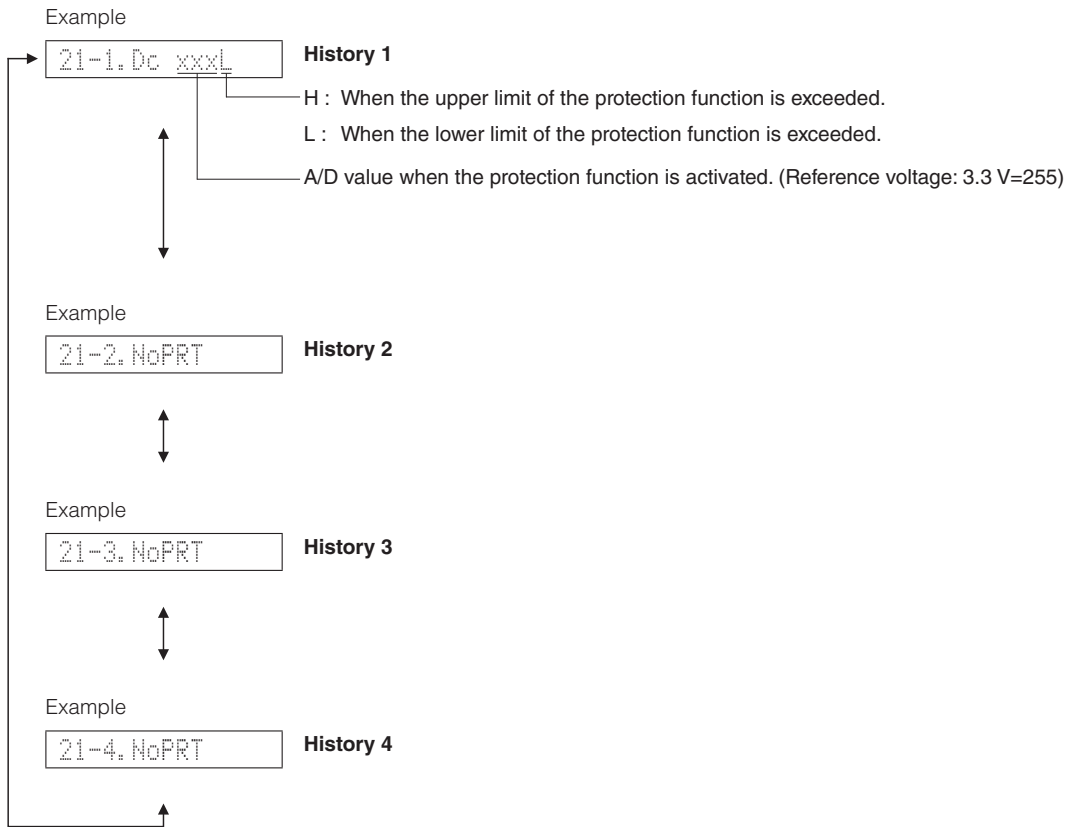 Example
21-1.Dc xxxL History 1
H : When the upper limit of the protection function is exceeded.
L : When the lower limit of the protection function is exceeded.
A/D value when the protection function is activated. (Reference voltage: 3.3 V=255)
Example
21-2.NoPRT History 2
Example
21-3.NoPRT History 3
Example
21-4.NoPRT History 4